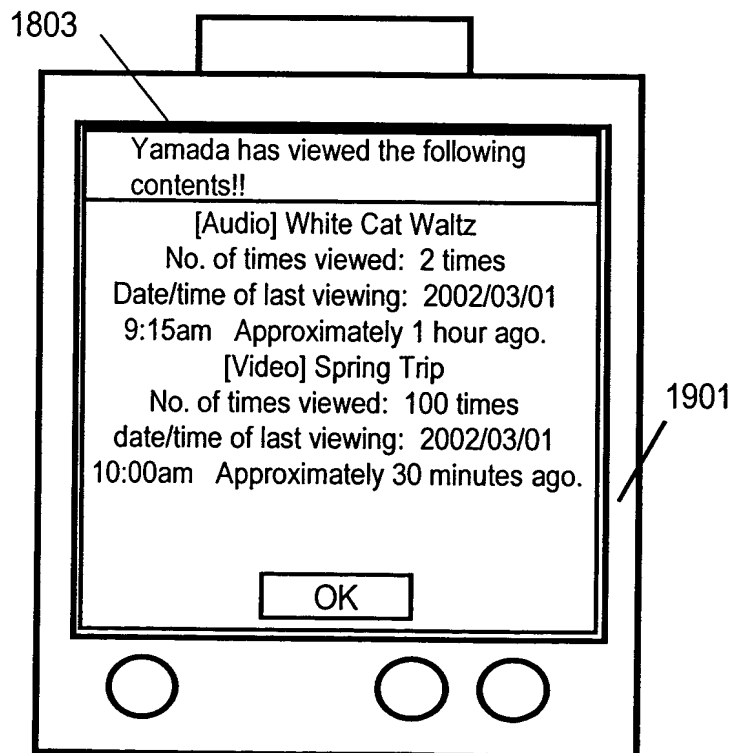 1803
Yamada has viewed the following
contents!!
[Audio] White Cat Waltz
No. of times viewed: 2 times
Date/time of last viewing: 2002/03/01
9:15am Approximately 1 hour ago.
[Video] Spring Trip
No. of times viewed: 100 times
1901
date/time of last viewing: 2002/03/01
10:00am Approximately 30 minutes ago.
OK